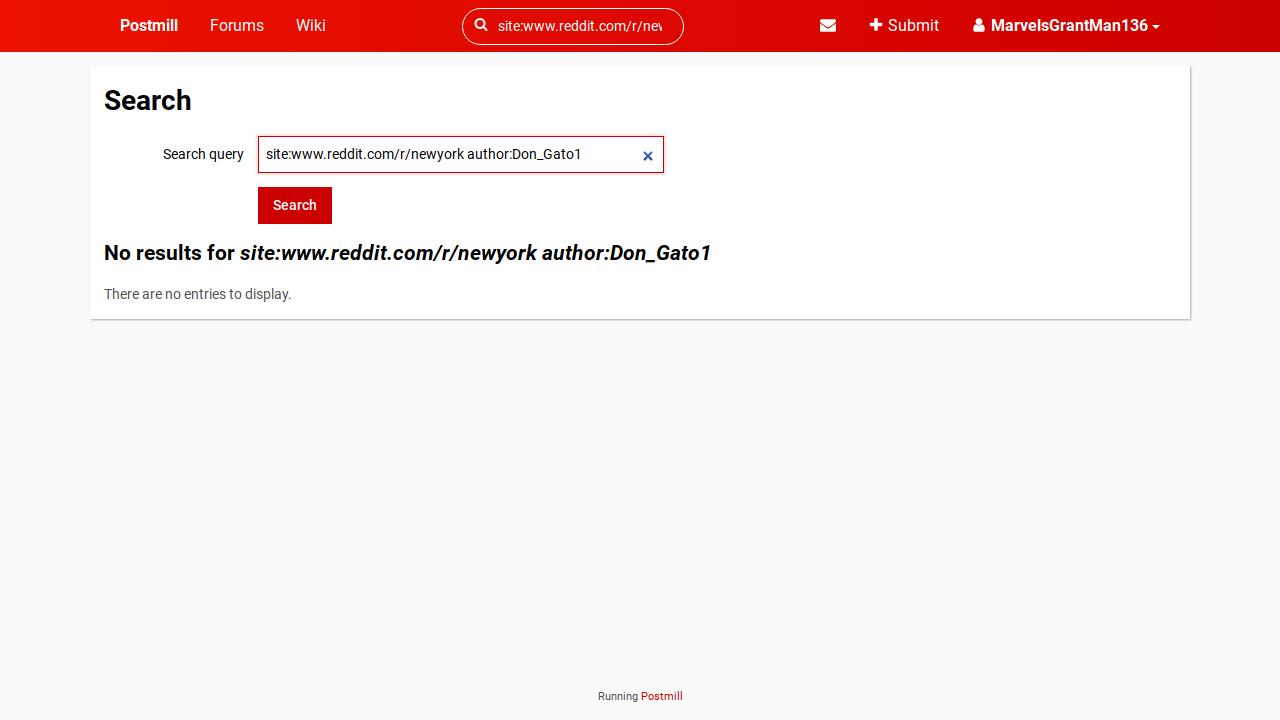 Postmill Forums Wiki site:www.reddit.com/r/nev Submit MarvelsGrantMan136
Search
Search query site:www.reddit.com/r/newyork author:Don_Gato1
Search
No results for site:www.reddit.com/r/newyork author:Don_Gato1
There are no entries to display.
Running Postmill